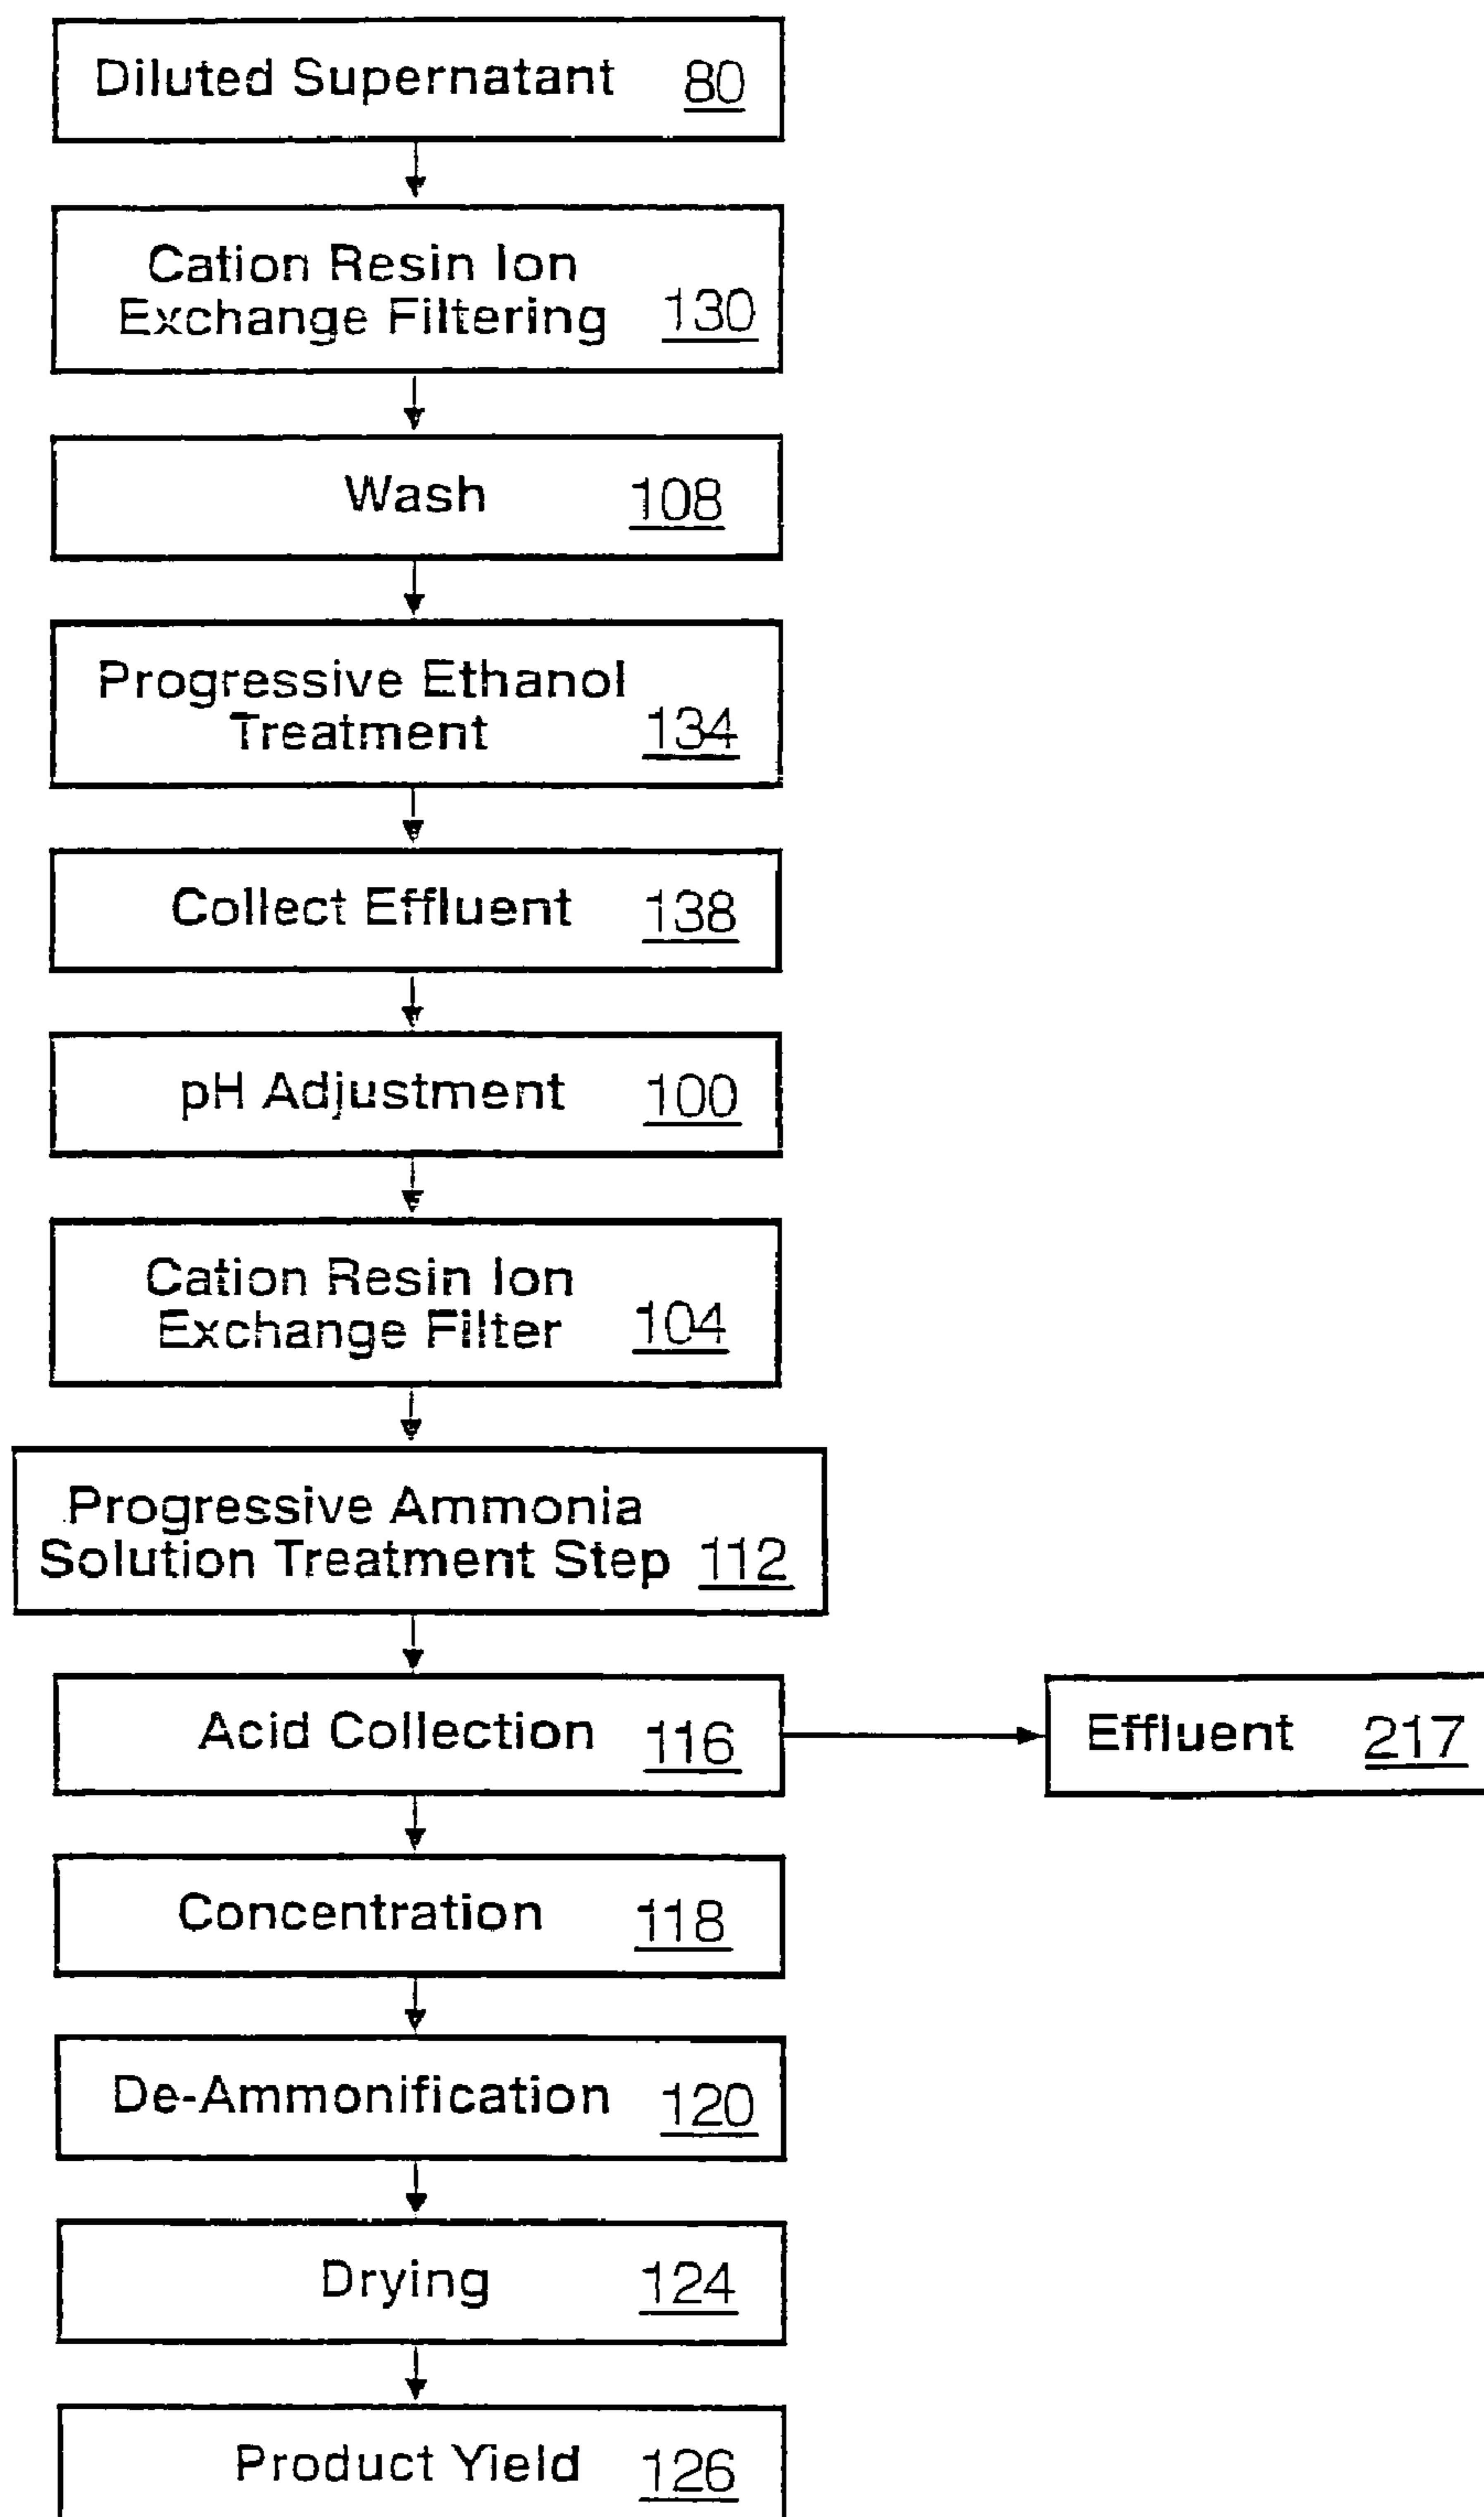 Diluted Supernatant 80
Cation Resin Ion
Exchange Filtering 130
Wash 108
Progressive Ethanol
Treatment 134
Collect Effluent 138
pH Adjustment 100
Cation Resin Ion
Exchange Filter 104
Progressive Ammonia
Solution Treatment Step 112
Acid Collection 116
Effluent 217
Concentration 118
De-Ammonification 120
Drying 124
Product Yield 126